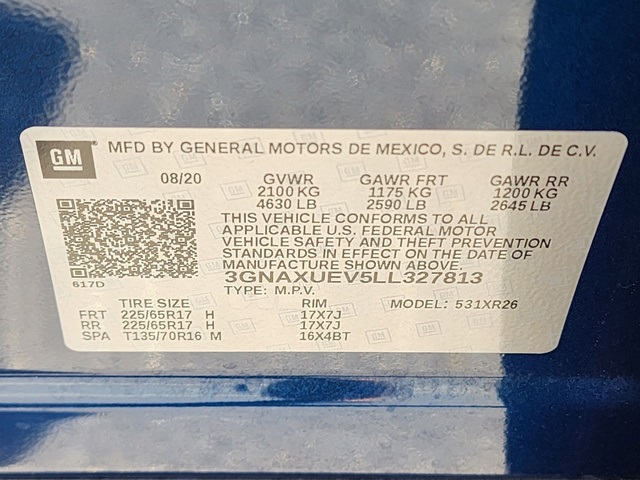 GM MFD BY GENERAL MOTORS DE MEXICO, S. DE R.L. DE C.V.
08/20 GVWR GAWR FRT GAWR RR
2100 KG 1175 KG 1200 KG
4630 LB 2590 LB 2645 LB
THIS VEHICLE CONFORMS TO ALL
APPLICABLE U.S. FEDERAL MOTOR
VEHICLE SAFETY AND THEFT PREVENTION
STANDARDS IN EFFECT ON THE DATE OF
MANUFACTURE SHOWN ABOVE.
617D 3GNAXUEV5LL327813
TYPE: M.P.V.
TIRE SIZE RIM MODEL: 531XR26
FRT 225/65R17 H 17X7J
RR 225/65R17 H 17X7J
SPA T135/70R16 M 16X4BT